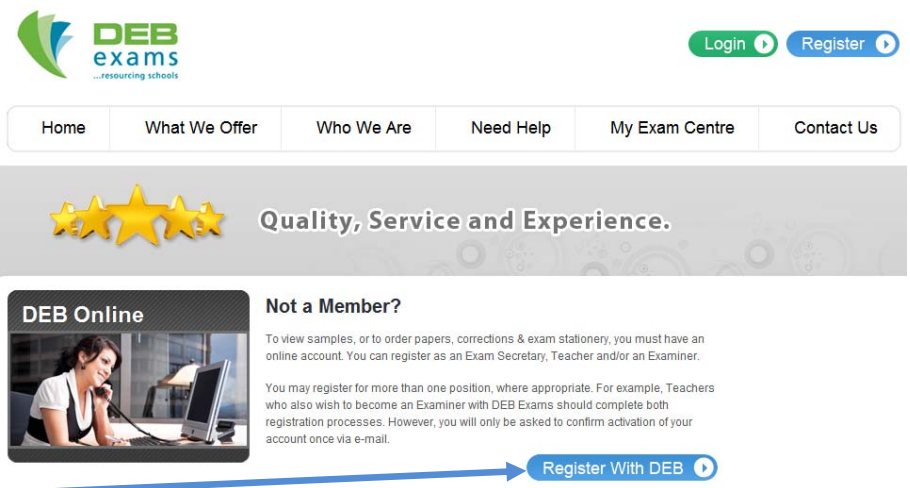 DEB
exams
...resourcing schools
Login
Register
Home
What We Offer
Who We Are
Need Help
My Exam Centre
Contact Us
Quality, Service and Experience.
DEB Online
Not a Member?
To view samples, or to order papers, corrections & exam stationery, you must have an
online account. You can register as an Exam Secretary, Teacher and/or an Examiner.
You may register for more than one position, where appropriate. For example, Teachers
who also wish to become an Examiner with DEB Exams should complete both
registration processes. However, you will only be asked to confirm activation of your
account once via e-mail.
Register With DEB